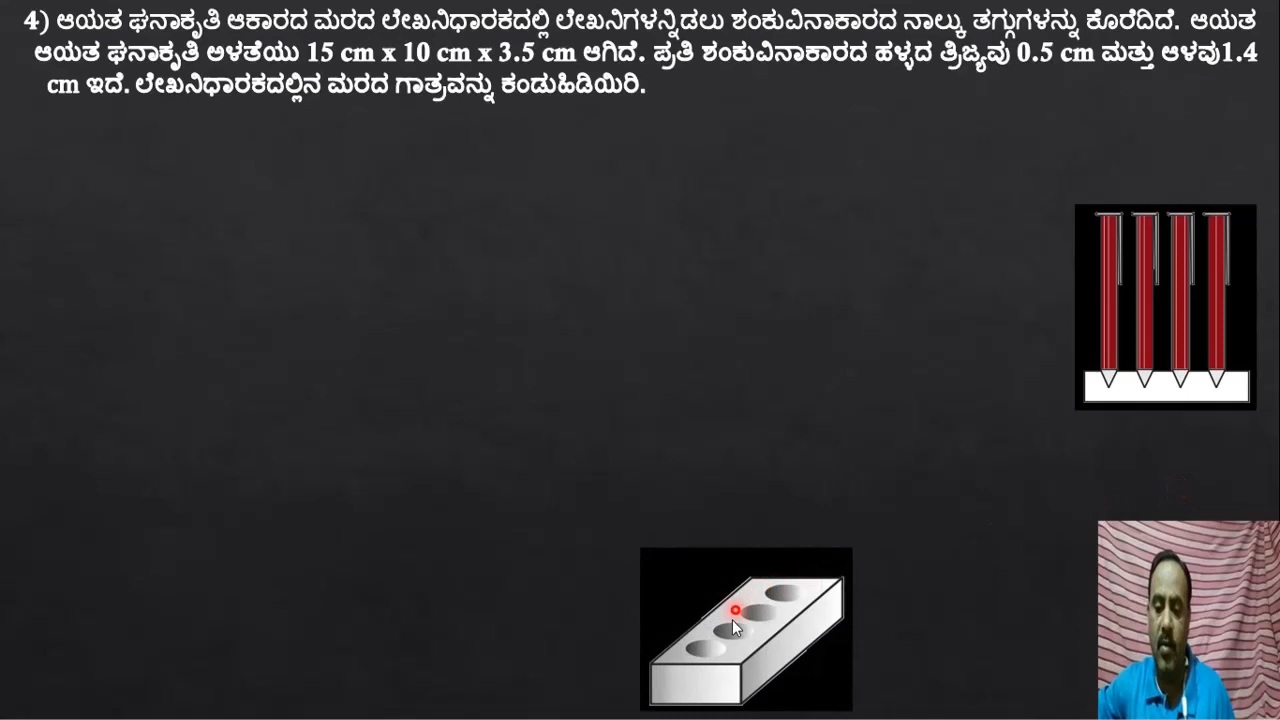 4) ಆಯತ ಘನಾಕೃತಿ ಆಕಾರದ ಮರದ ಲೇಖನಿಧಾರಕದಲ್ಲಿ ಲೇಖನಿಗಳನ್ನಿಡಲು ಶಂಕುವಿನಾಕಾರದ ನಾಲ್ಕು ತಗ್ಗುಗಳನ್ನು ಕೊರೆದಿದೆ. ಆಯತ
ಆಯತ ಘನಾಕೃತಿ ಅಳತೆಯು 15 cm x 10 cm x 3.5 cm ಆಗಿದೆ. ಪ್ರತಿ ಶಂಕುವಿನಾಕಾರದ ಹಳ್ಳದ ತ್ರಿಜ್ಯವು 0.5 cm ಮತ್ತು ಆಳವು1.4
cm ಇದೆ. ಲೇಖನಿಧಾರಕದಲ್ಲಿನ ಮರದ ಗಾತ್ರವನ್ನು ಕಂಡುಹಿಡಿಯಿರಿ.